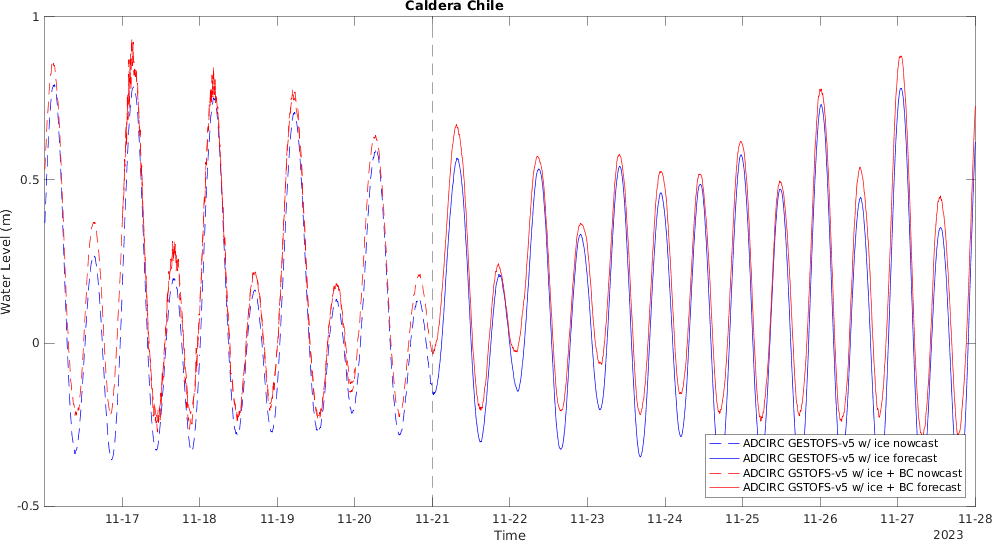 Caldera Chile
1
0.5
0
-0.5
Water Level (m)
ADCIRC GESTOFS-v5 w/ ice nowcast
ADCIRC GESTOFS-v5 w/ ice forecast
ADCIRC GSTOFS-v5 w/ ice + BC nowcast
ADCIRC GSTOFS-v5 w/ ice + BC forecast
11-17 11-18 11-19 11-20 11-21 11-22 11-23 11-24 11-25 11-26 11-27 11-28
Time
2023